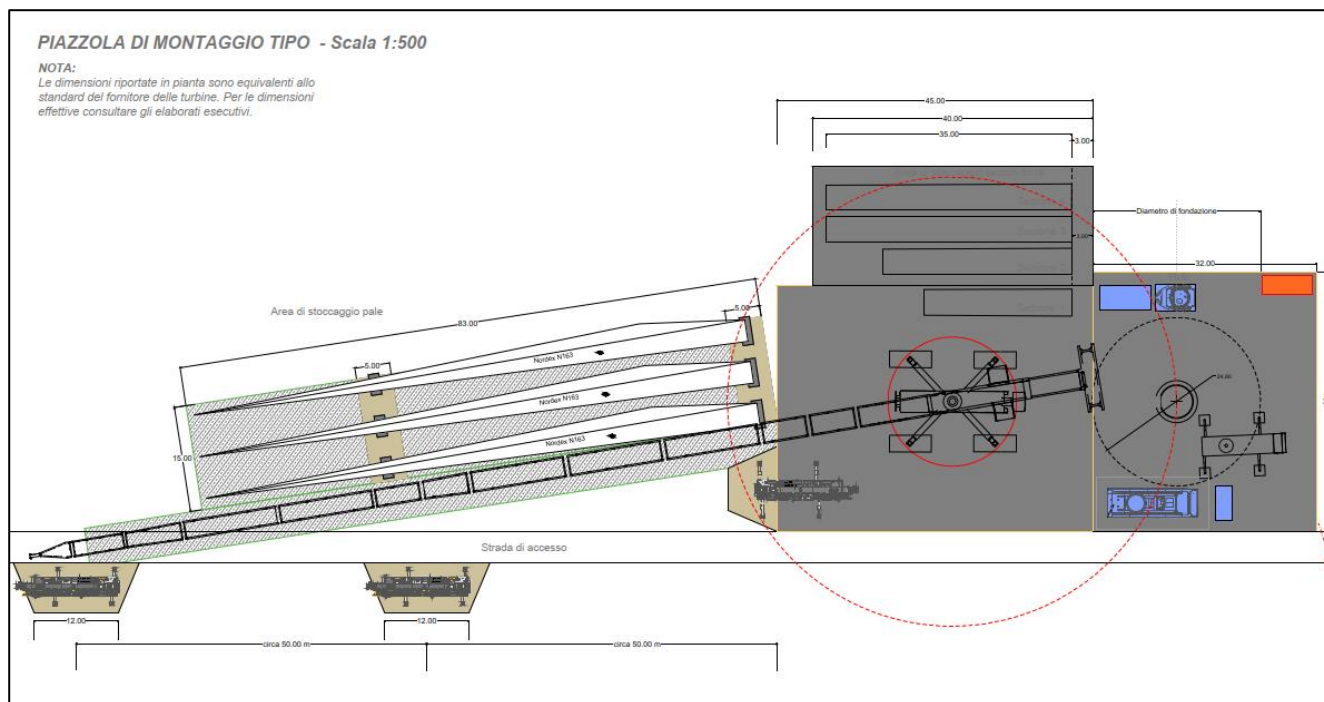 PIAZZOLA DI MONTAGGIO TIPO - Scala 1:500
NOTA:
Le dimensioni riportate in pianta sono equivalenti allo
standard del fornitore delle turbine. Per le dimensioni
effettive consultare gli elaborati esecutivi.
45.00
40.00
35.00
3.00
Diametro di fondazione
3.00
32.00
Area di stoccaggio pale
83.00
5.00
5.00
Nordex N163
Nordex N163
Nordex N163
15.00
Strada di accesso
12.00
12.00
circa 50.00 m
circa 50.00 m